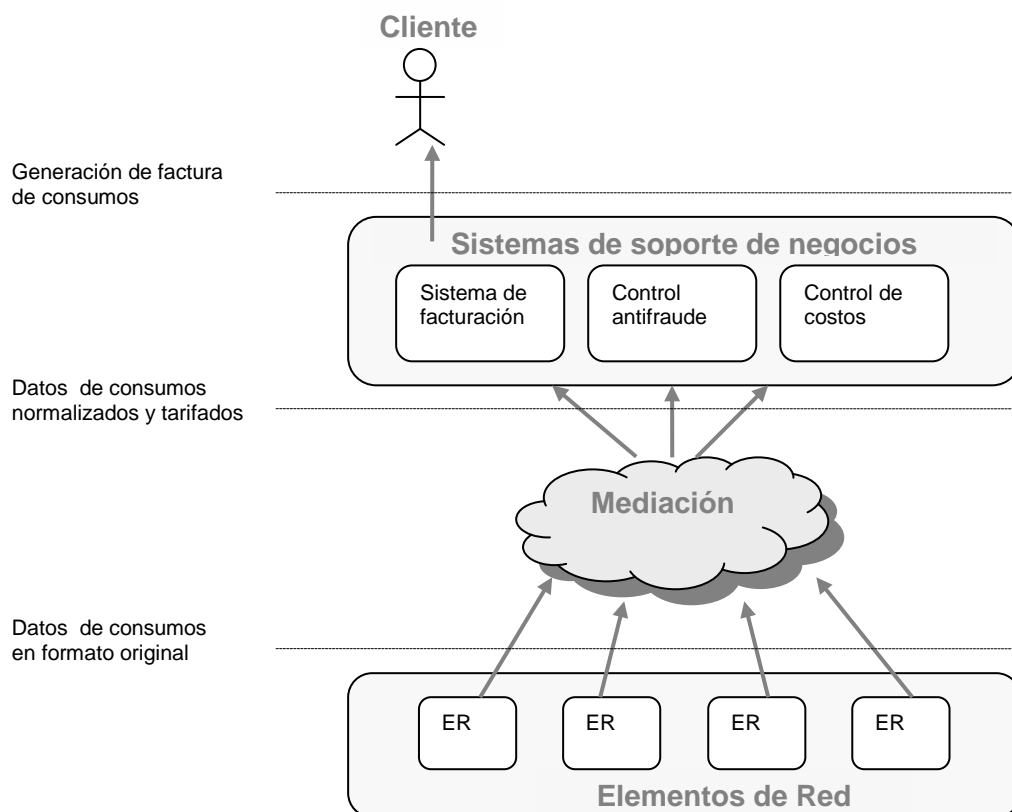 Cliente
Generación de factura
de consumos
Sistemas de soporte de negocios
Sistema de
facturación
Control
antifraude
Control de
costos
Datos de consumos
normalizados y tarifados
Mediación
Datos de consumos
en formato original
ER
ER
ER
ER
Elementos de Red